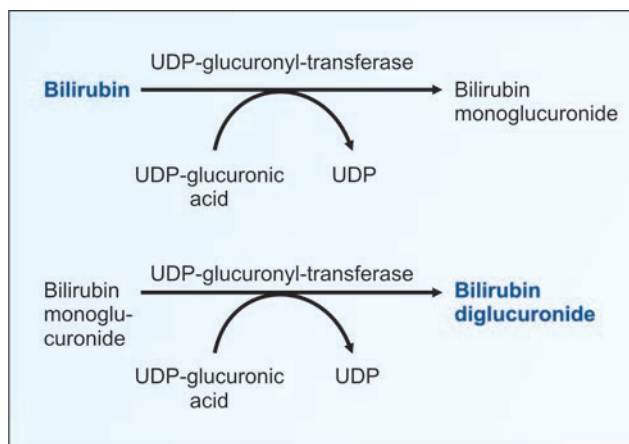 UDP-glucuronyl-transferase
Bilirubin
Bilirubin
monoglucuronide
UDP-glucuronic
acid
UDP
UDP-glucuronyl-transferase
Bilirubin
monoglu-
curonide
Bilirubin
diglucuronide
UDP-glucuronic
acid
UDP